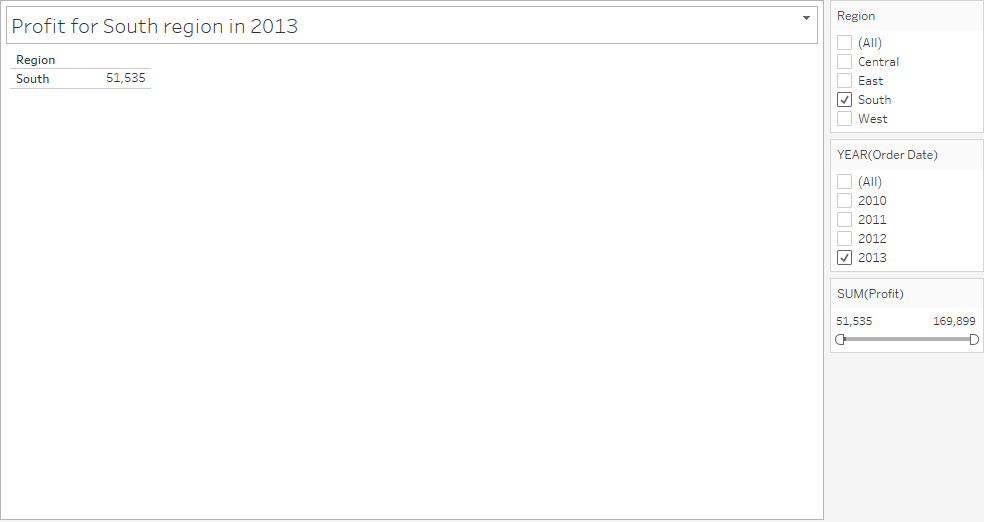 Profit for South region in 2013
Region
South 51,535
Region
(All)
Central
East
South
West
YEAR(Order Date)
(All)
2010
2011
2012
2013
SUM(Profit)
51,535 169,899